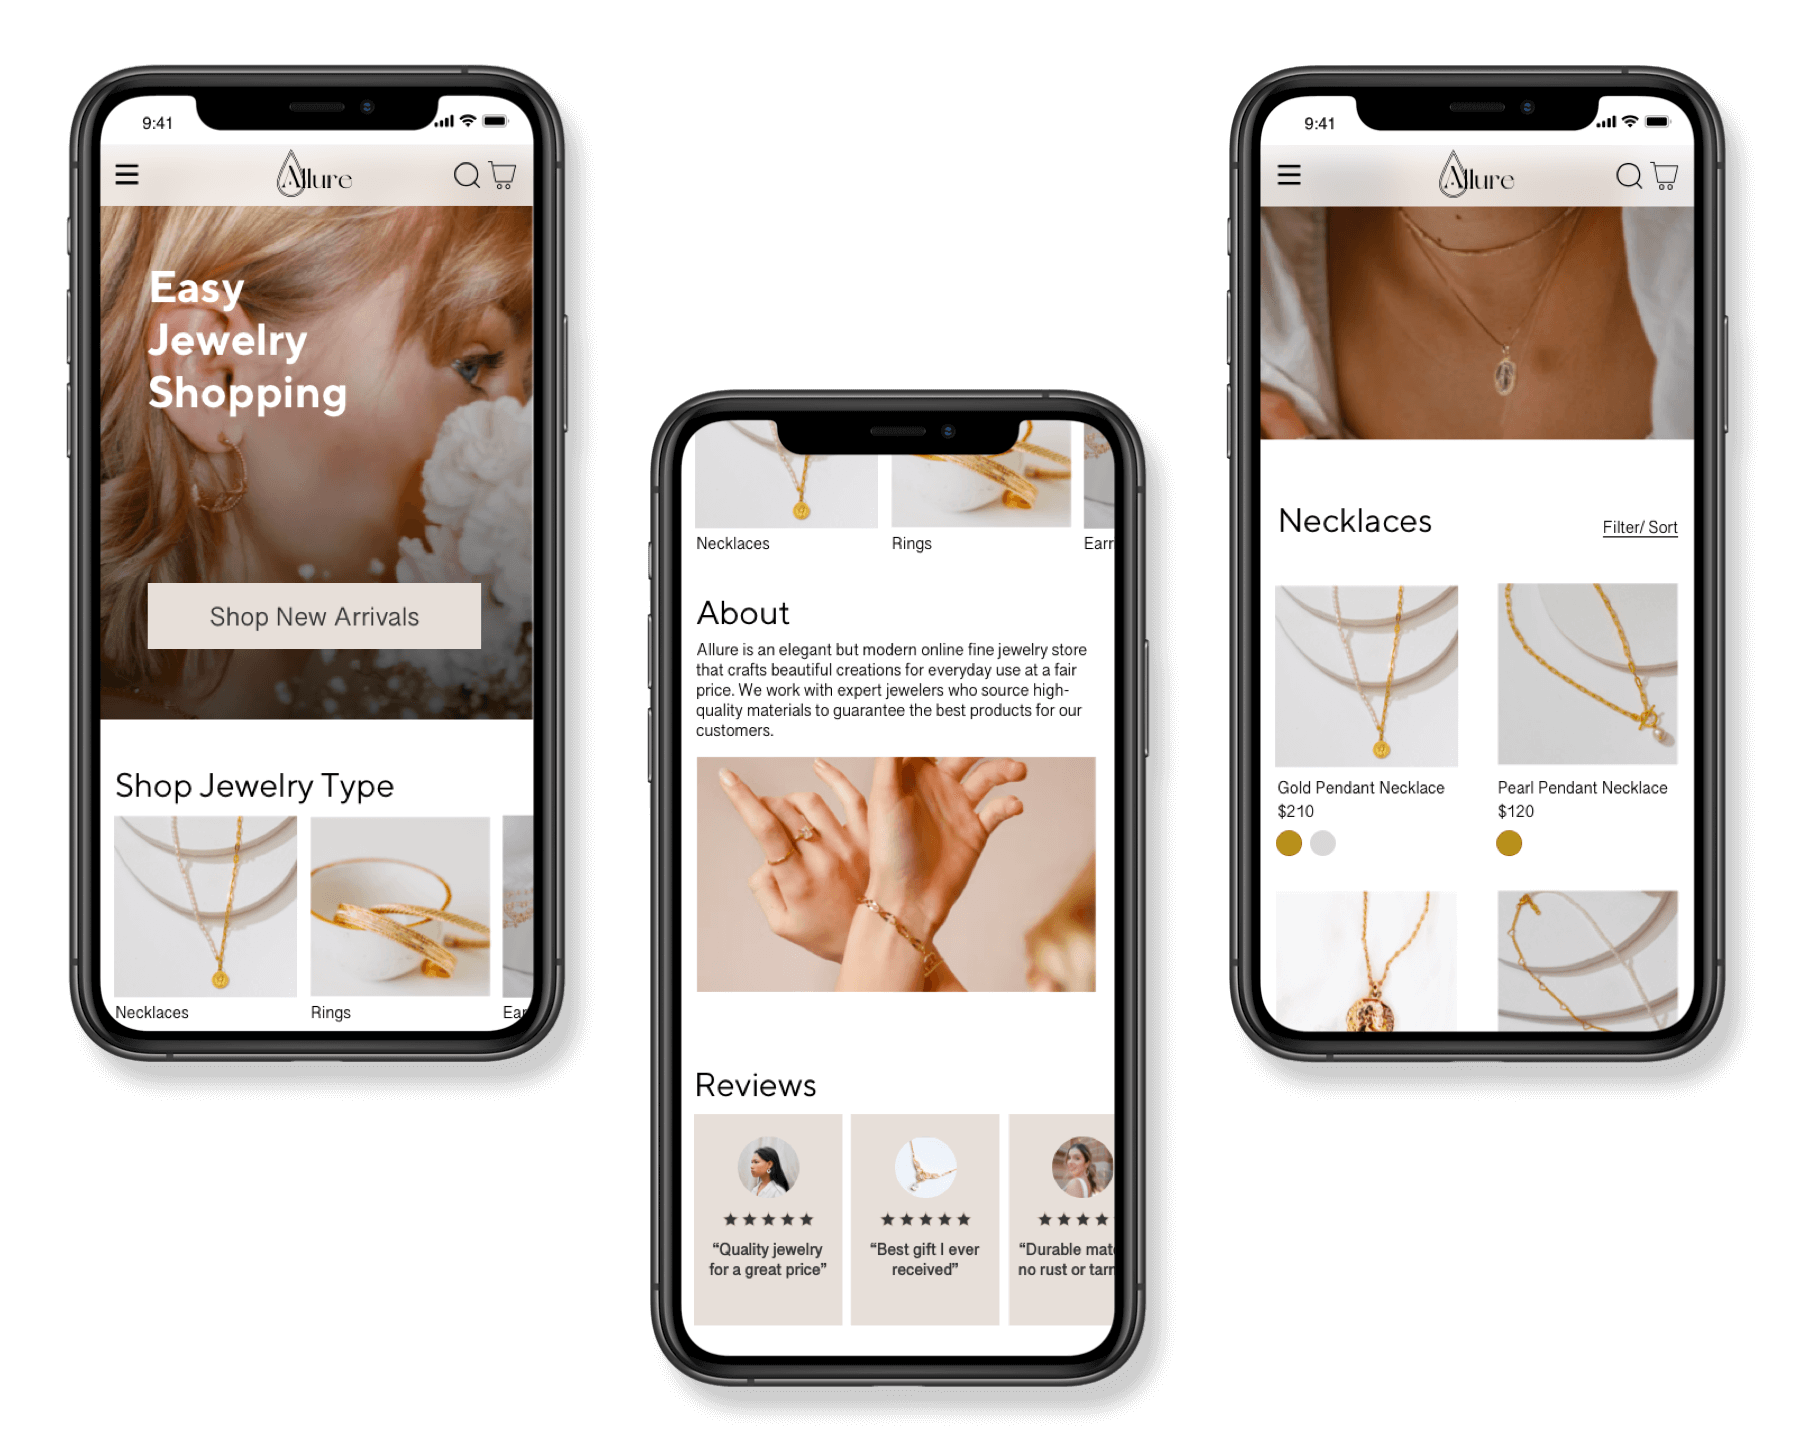 9:41
Allure
Easy
Jewelry
Shopping
Shop New Arrivals
Shop Jewelry Type
Necklaces
Rings
Ear
Necklaces
Rings
Earr
About
Allure is an elegant but modern online fine jewelry store
that crafts beautiful creations for everyday use at a fair
price. We work with expert jewelers who source high-
quality materials to guarantee the best products for our
customers.
Reviews
“Quality jewelry
for a great price”
“Best gift I ever
received”
“Durable mat
no rust or tarn
9:41
Allure
Necklaces
Filter/ Sort
Gold Pendant Necklace
$210
Pearl Pendant Necklace
$120